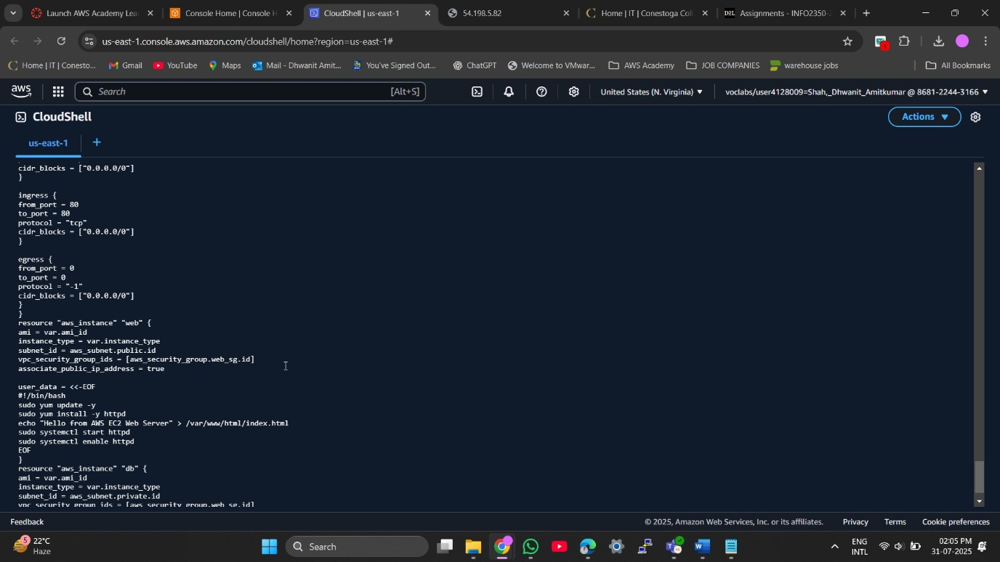 Launch AWS Academy Lea
Console Home | Console H
CloudShell | us-east-1
54.198.5.82
Home | IT | Conestoga Col
D2L Assignments - INFO2350-2
us-east-1.console.aws.amazon.com/cloudshell/home?region=us-east-1#
1
Home | IT | Conesto...
Gmail
YouTube
Maps
Mail - Dhwanit Amit...
You've Signed Out...
ChatGPT
Welcome to VMwar...
AWS Academy
JOB COMPANIES
warehouse jobs
All Bookmarks
aws
Search
[Alt+S]
United States (N. Virginia)
voclabs/user4128009=Shah,_Dhwanit_Amitkumar @ 8681-2244-3166
CloudShell
Actions
us-east-1
+
cidr_blocks = ["0.0.0.0/0"]
}
ingress {
from_port = 80
to_port = 80
protocol = "tcp"
cidr_blocks = ["0.0.0.0/0"]
}
egress {
from_port = 0
to_port = 0
protocol = "-1"
cidr_blocks = ["0.0.0.0/0"]
}
}
resource "aws_instance" "web" {
ami = var.ami_id
instance_type = var.instance_type
subnet_id = aws_subnet.public.id
vpc_security_group_ids = [aws_security_group.web_sg.id]
associate_public_ip_address = true
user_data = <<-EOF
#!/bin/bash
sudo yum update -y
sudo yum install -y httpd
echo "Hello from AWS EC2 Web Server" > /var/www/html/index.html
sudo systemctl start httpd
sudo systemctl enable httpd
EOF
}
resource "aws_instance" "db" {
ami = var.ami_id
instance_type = var.instance_type
subnet_id = aws_subnet.private.id
vpc_security_group_ids = [aws_security_group.web_sg.id]
Feedback
© 2025, Amazon Web Services, Inc. or its affiliates.
Privacy
Terms
Cookie preferences
5
22°C
Haze
Search
ENG
INTL
02:05 PM
31-07-2025